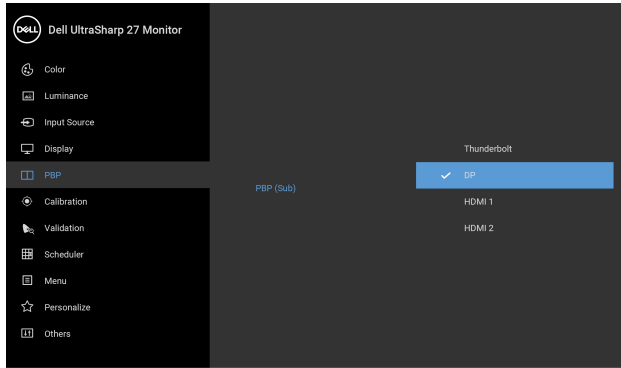 DELL
Dell UltraSharp 27 Monitor
Color
Luminance
Input Source
Display
PBP
Calibration
Validation
Scheduler
Menu
Personalize
Others
PBP (Sub)
Thunderbolt
DP
HDMI 1
HDMI 2